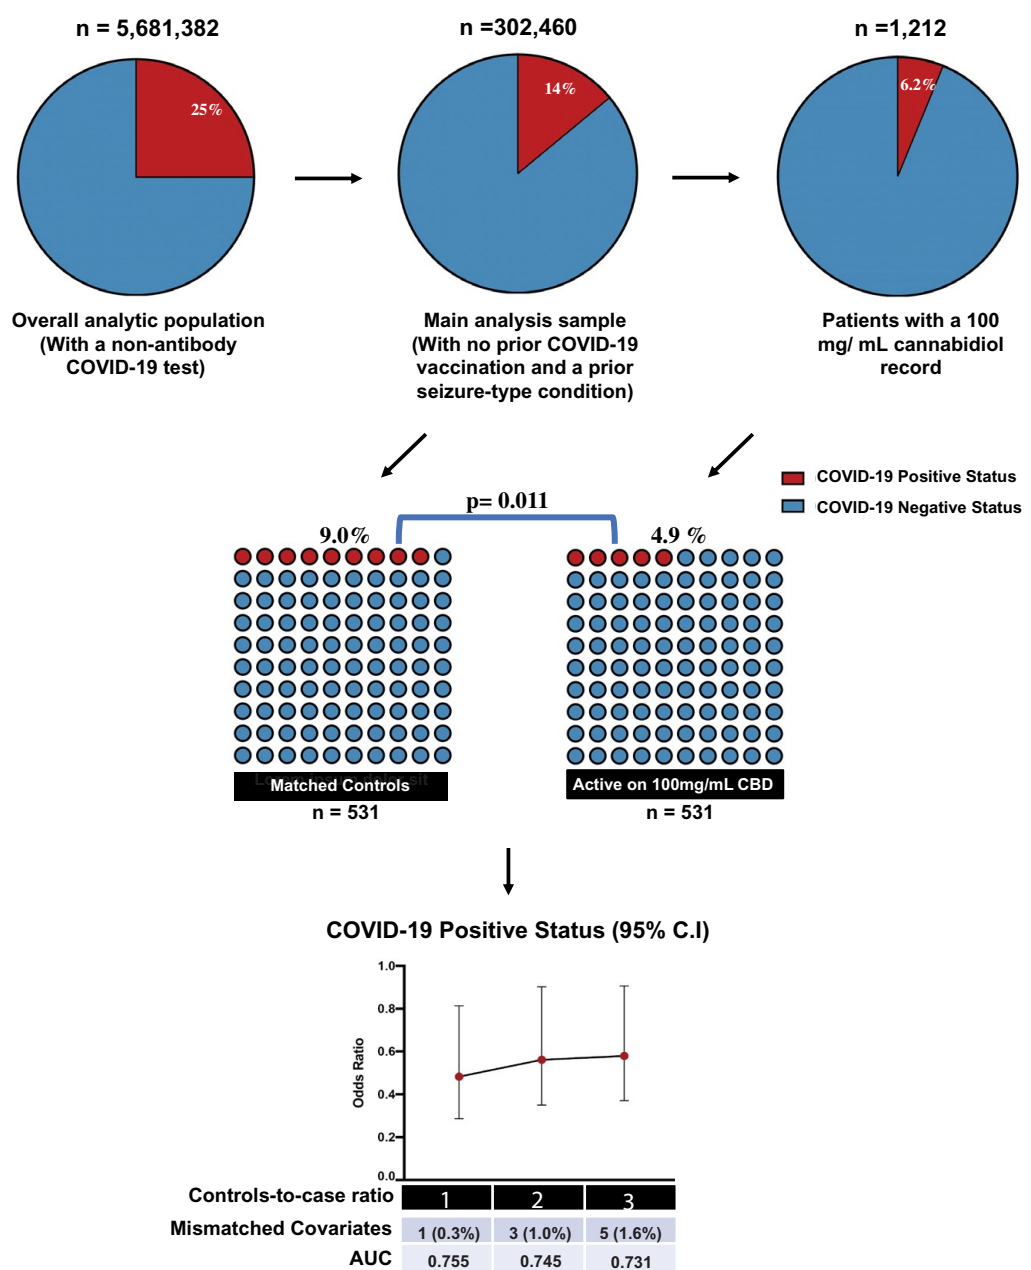 n = 5,681,382
n =302,460
n =1,212
25%
14%
6.2%
Overall analytic population
(With a non-antibody
COVID-19 test)
Main analysis sample
(With no prior COVID-19
vaccination and a prior
seizure-type condition)
Patients with a 100
mg/ mL cannabidiol
record
COVID-19 Positive Status
COVID-19 Negative Status
p= 0.011
9.0%
4.9 %
Lorem ipsum dolor sit
Matched Controls
Active on 100mg/mL CBD
n = 531
n = 531
COVID-19 Positive Status (95% C.I)
Odds Ratio
1.0
0.8
0.6
0.4
0.2
0.0
Controls-to-case ratio 1 2 3
Mismatched Covariates 1 (0.3%) 3 (1.0%) 5 (1.6%)
AUC 0.755 0.745 0.731